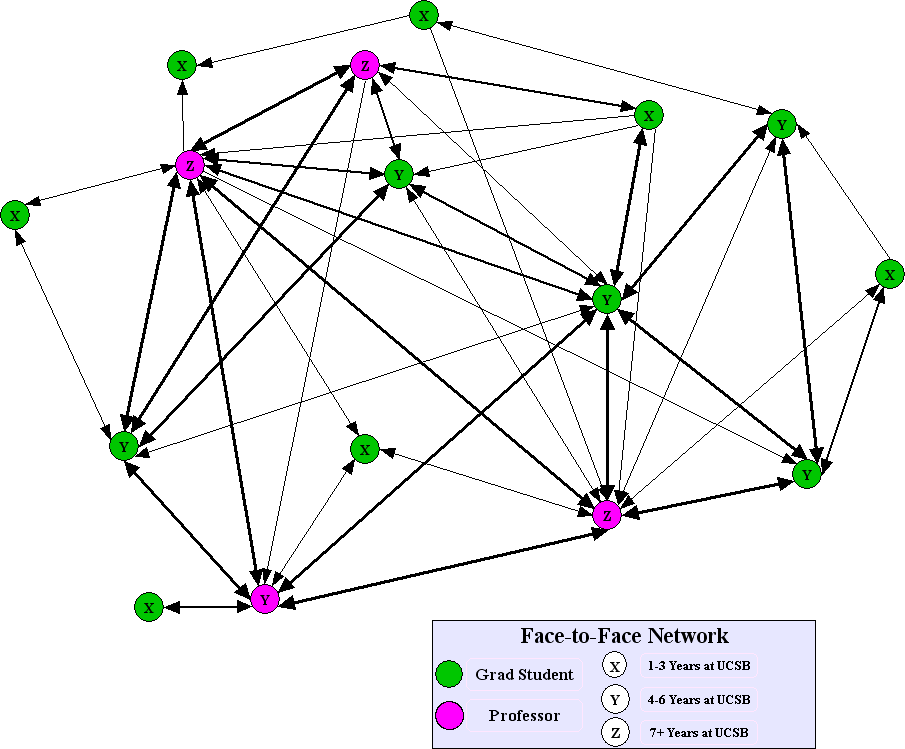 X
X
Z
X
Y
Z
Y
X
X
Y
Y
X
Y
Z
X
Y
X
Y
Face-to-Face Network
Grad Student
X
1-3 Years at UCSB
Y
4-6 Years at UCSB
Professor
Z
7+ Years at UCSB